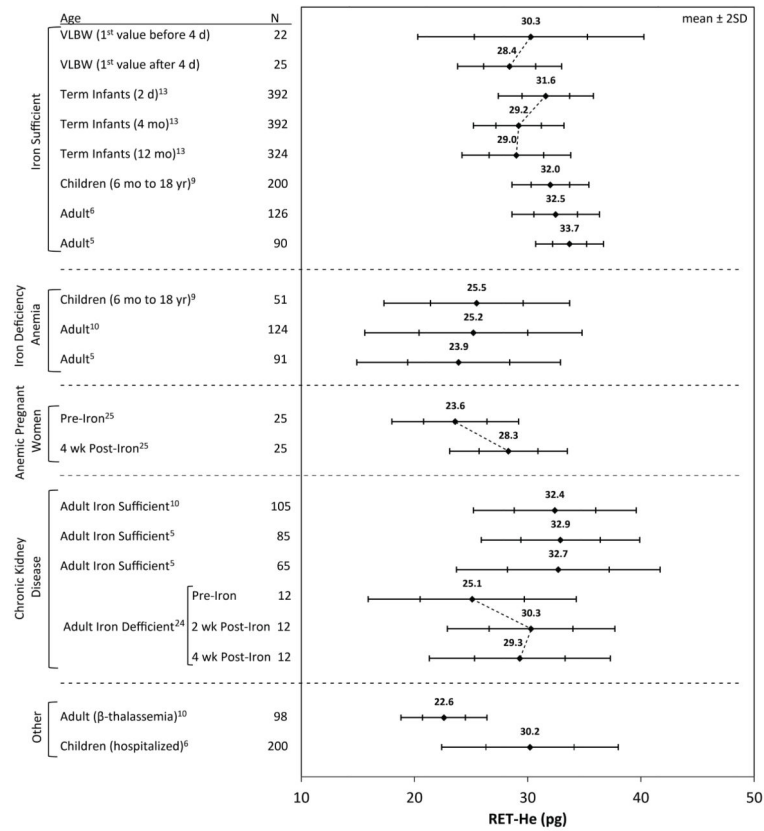 Age N mean ± 2SD
Iron Sufficient
VLBW (1st value before 4 d) 22 30.3
VLBW (1st value after 4 d) 25 28.4
Term Infants (2 d)13 392 31.6
Term Infants (4 mo)13 392 29.2
Term Infants (12 mo)13 324 29.0
Children (6 mo to 18 yr)9 200 32.0
Adult6 126 32.5
Adult5 90 33.7
Iron Deficiency
Anemia
Children (6 mo to 18 yr)9 51 25.5
Adult10 124 25.2
Adult5 91 23.9
Anemic Pregnant
Women
Pre-Iron25 25 23.6
4 wk Post-Iron25 25 28.3
Chronic Kidney
Disease
Adult Iron Sufficient10 105 32.4
Adult Iron Sufficient5 85 32.9
Adult Iron Sufficient5 65 32.7
Adult Iron Defficient24
Pre-Iron 12 25.1
2 wk Post-Iron 12 30.3
4 wk Post-Iron 12 29.3
Other
Adult (β-thalassemia)10 98 22.6
Children (hospitalized)6 200 30.2
10 20 30 40 50
RET-He (pg)